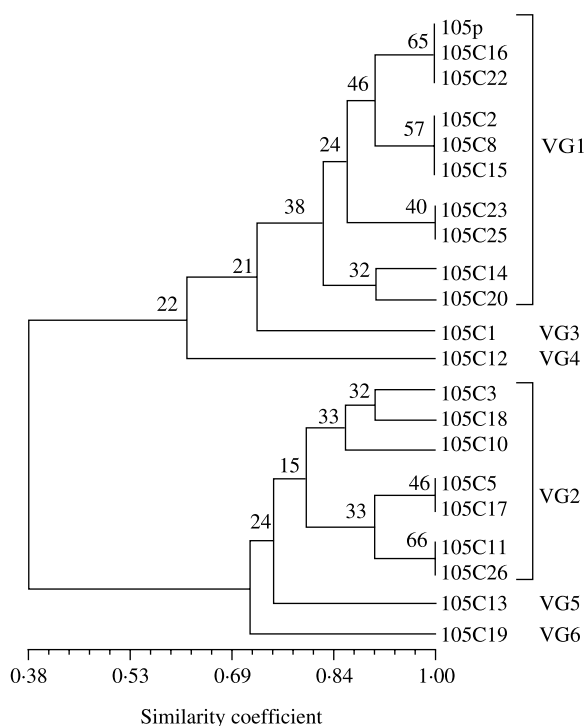 105p
65
105C16
105C22
46
105C2
57
105C8
VG1
105C15
24
40
105C23
105C25
38
105C14
32
105C20
21
22
105C1 VG3
105C12 VG4
32
105C3
33
105C18
105C10
15
46
105C5
VG2
33
105C17
66
105C11
105C26
24
105C13 VG5
105C19 VG6
0·38 0·53 0·69 0·84 1·00
Similarity coefficient